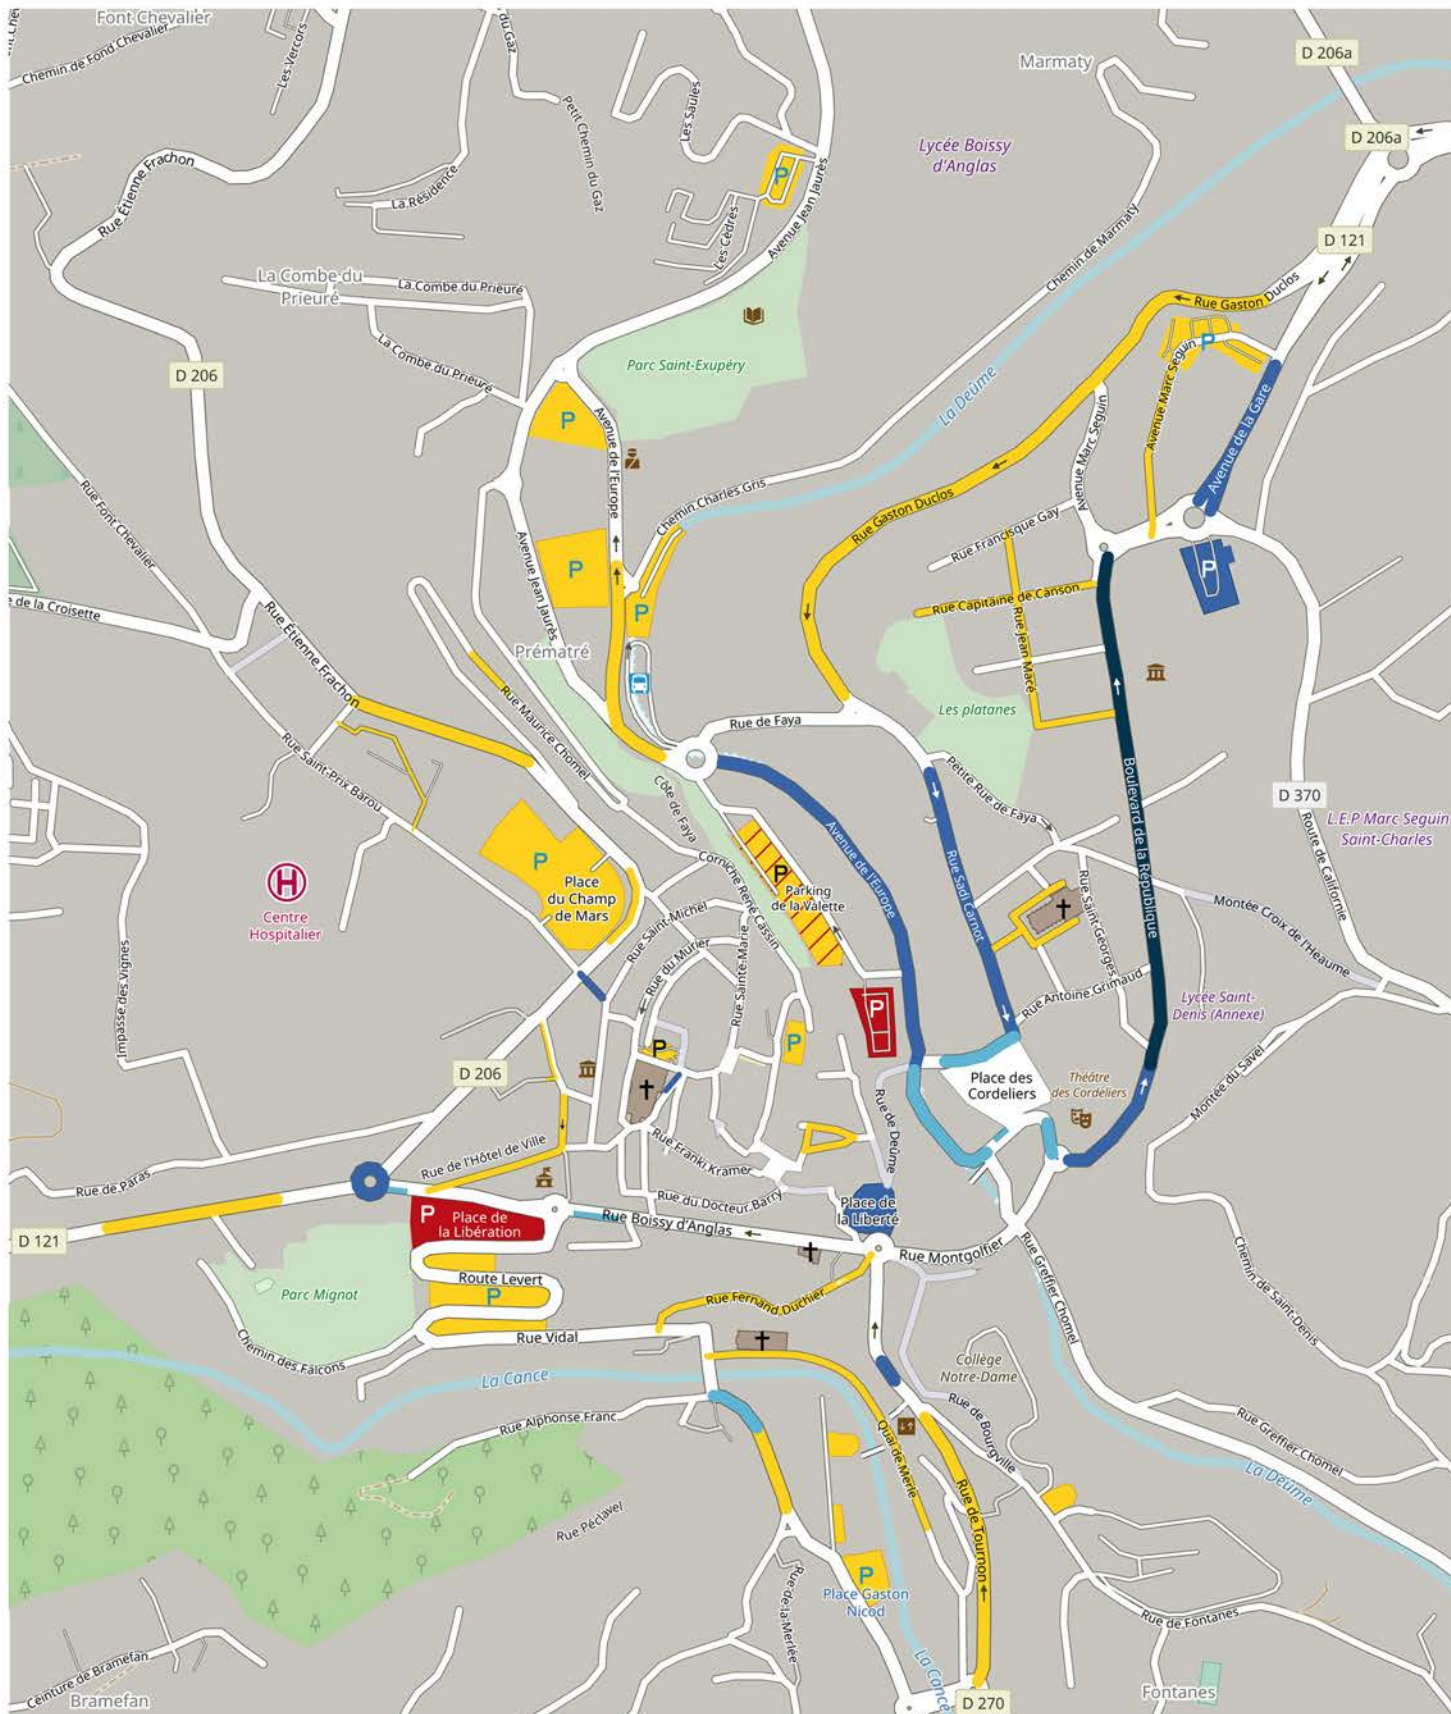 Font Chevalier
Chemin de Fond Chevalier
Les Vercors
du Gaz
Petit Chemin du Gaz
Les Saules
Marmaty
D 206a
D 206a
Lycée Boissy
d'Anglas
Rue Étienne Frachon
La Résidence
P
Les Cèdres
Avenue Jean Jaurès
Chemin de Marmaty
D 121
La Combe du
Prieuré
La Combe du Prieuré
La Combe du Prieuré
Rue Gaston Duclos
P
Avenue Marc Seguin
Parc Saint-Exupéry
D 206
La Deûme
Avenue Marc Seguin
Avenue de la Gare
P
Avenue de l'Europe
Rue Font Chevalier
Chemin Charles Gris
Rue Gaston Duclos
Rue Francisque Gay
Avenue Jean Jaurès
P
P
P
e de la Croisette
Rue Étienne Frachon
Rue Capitaine de Canson
Rue Jean Macé
Prématré
Rue Maurice Chomel
Les platanes
Rue de Faya
Rue Saint-Prix Barou
Petite Rue de Faya
Côte de Faya
Boulevard de la République
D 370
L.E.P Marc Seguin
Saint-Charles
Route de Californie
Avenue de l'Europe
Rue Sadi Carnot
P
Place
du Champ
de Mars
H
Centre
Hospitalier
Corniche René Cassin
P
Parking
de la Valette
Rue Saint-Georges
Montée Croix de l'Heaume
Rue Saint-Michel
Rue du Mûrier
Rue Sainte-Marie
Impasse des Vignes
Rue Antoine Grimaud
Lycée Saint-
Denis (Annexe)
P
P
P
D 206
Place des
Cordeliers
Théâtre
des Cordeliers
Montée du Savel
Rue de Deûme
Rue de l'Hôtel de Ville
Rue Franki Kramer
Rue de Paras
Rue du Docteur Barry
Place de
la Liberté
P
Place de
la Libération
Rue Boissy d'Anglas
D 121
Rue Montgolfier
Rue Greffier Chomel
Chemin de Saint-Denis
Route Levert
P
Parc Mignot
Rue Fernand Duchier
Rue Vidal
Chemin des Falcons
La Cance
Collège
Notre-Dame
Rue Alphonse Franc
Rue de Bourgville
Rue Greffier Chomel
Quai de Merle
La Deûme
Rue de Tournon
Rue Péclavel
P
Place Gaston
Nicod
Rue de la Merlée
Rue de Fontanes
La Cance
Ceinture de Bramefan
Bramefan
D 270
Fontanes